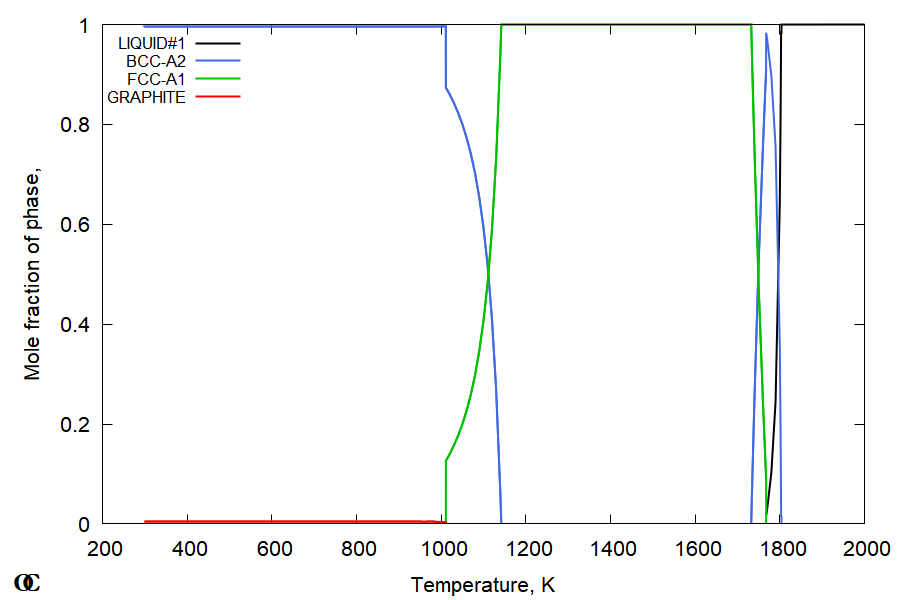 1
LIQUID#1
BCC-A2
FCC-A1
GRAPHITE
0.8
0.6
0.4
0.2
0
Mole fraction of phase,
200 400 600 800 1000 1200 1400 1600 1800 2000
Temperature, K
OC